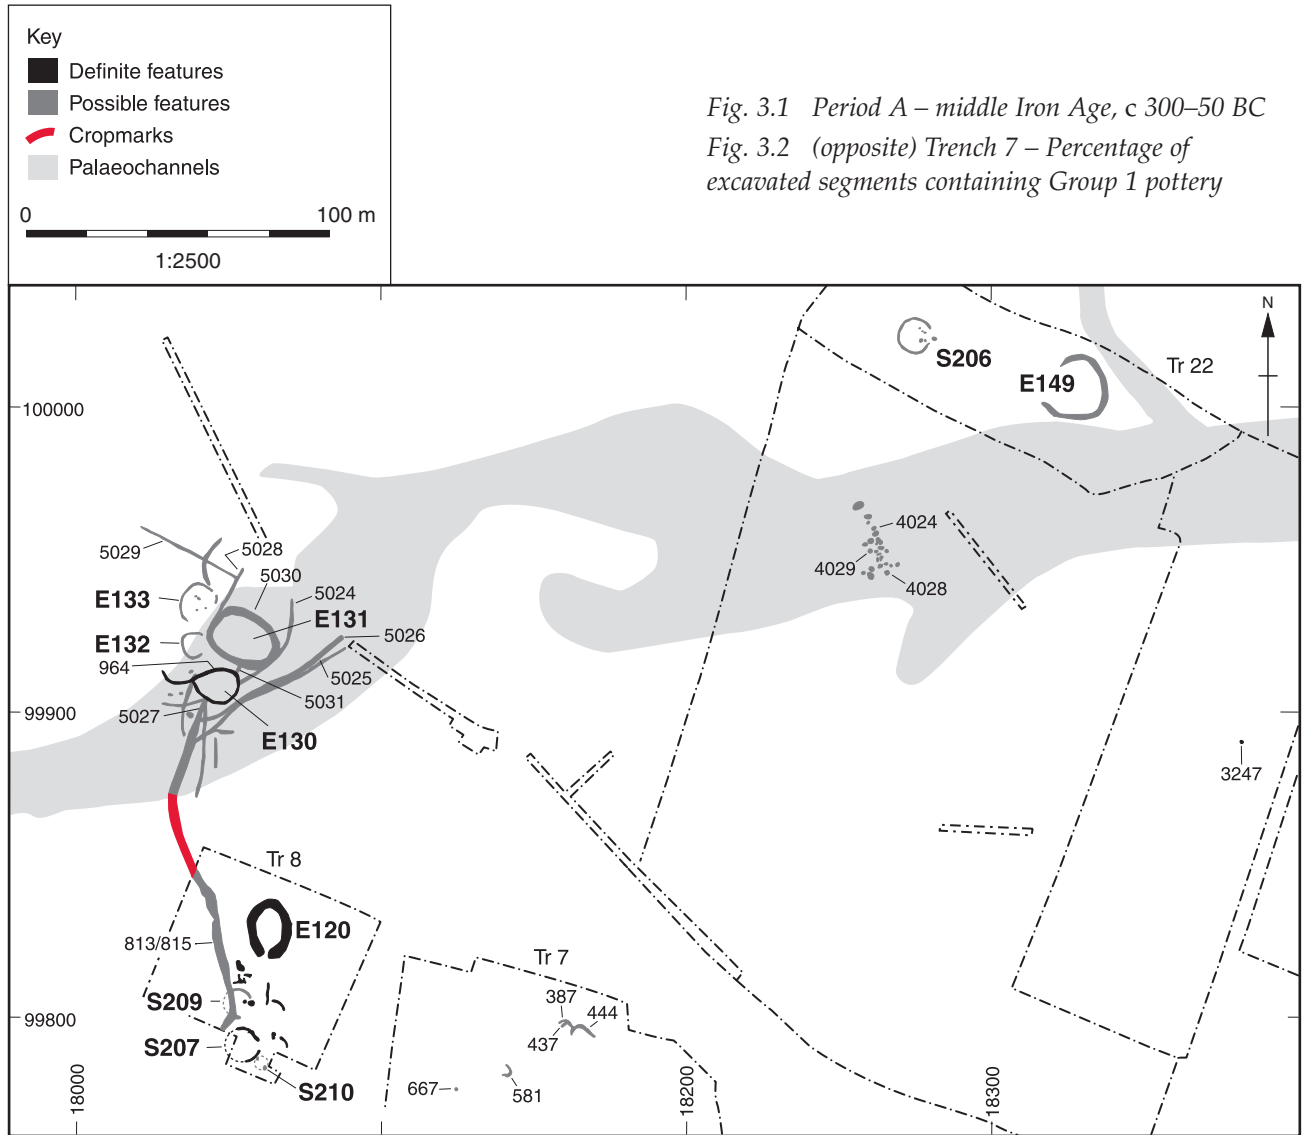 Key
Definite features
Possible features
Cropmarks
Palaeochannels
0 100 m
1:2500
Fig. 3.1 Period A – middle Iron Age, c 300–50 BC
Fig. 3.2 (opposite) Trench 7 – Percentage of
excavated segments containing Group 1 pottery
N
S206
Tr 22
E149
100000
4024
5029
5028
4029
5030
4028
E133
5024
E131
E132
5026
964
5025
5031
5027
99900
E130
3247
Tr 8
E120
813/815
Tr 7
S209
387
444
99800
437
S207
667
581
S210
18000
18200
18300